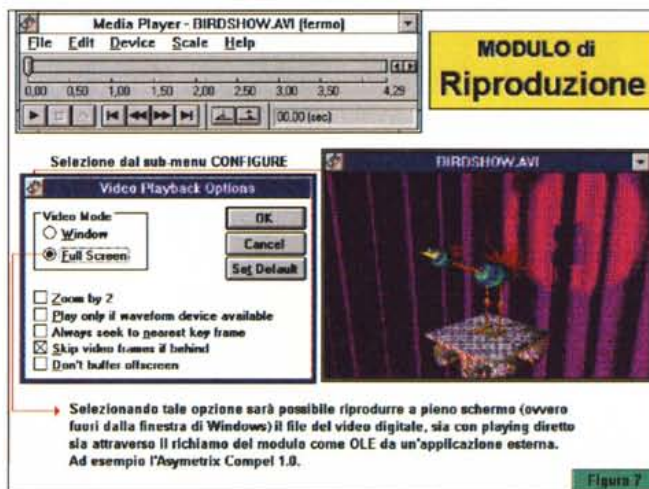 Media Player - BIRDSHOW.AVI (fermo)
File Edit Device Scale Help
0,00 0,50 1,00 1,50 2,00 2,50 3,00 3,50 4,29
00.00 (sec)
MODULO di
Riproduzione
Selezione dal sub-menu CONFIGURE
Video Playback Options
Video Mode
Window
Full Screen
OK
Cancel
Set Default
Zoom by 2
Play only if waveform device available
Always seek to nearest key frame
Skip video frames if behind
Don't buffer offscreen
BIRDSHOW.AVI
Selezionando tale opzione sarà possibile riprodurre a pieno schermo (ovvero
fuori dalla finestra di Windows) il file del video digitale, sia con playing diretto
sia attraverso il richiamo del modulo come OLE da un'applicazione esterna.
Ad esempio l'Asymetrix Compel 1.0.
Figura 7